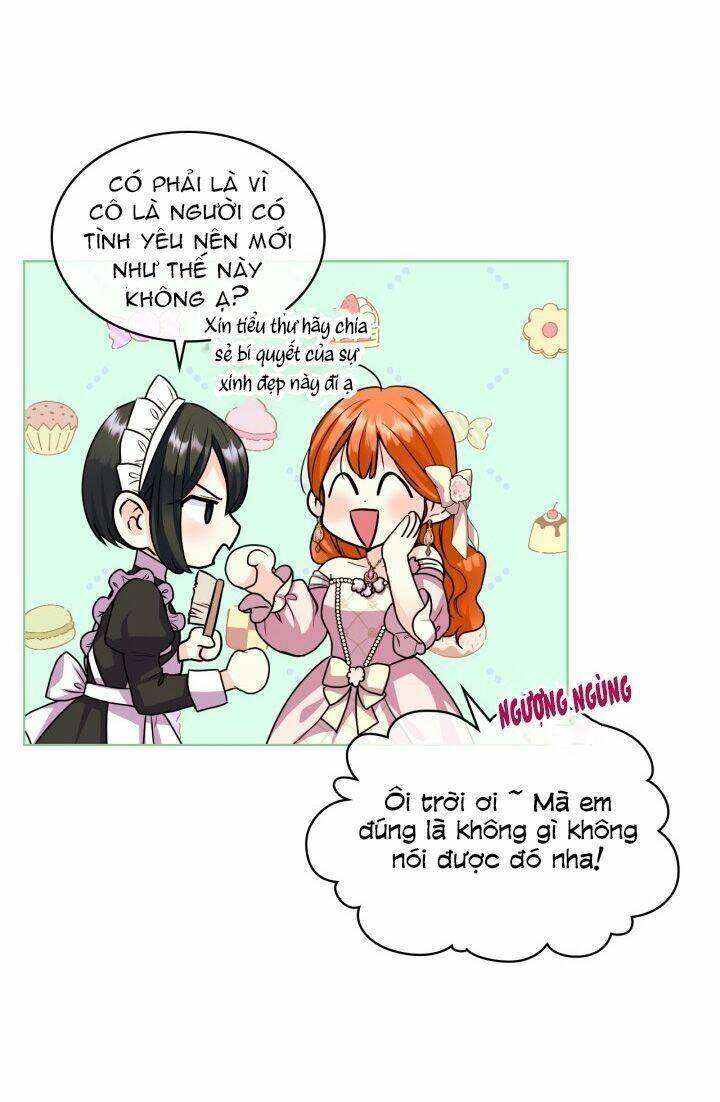 CÓ PHẢI LÀ VÌ
CÔ LÀ NGƯỜI CÓ
TÌNH YÊU NÊN MỚI
NHƯ THẾ NÀY
KHÔNG Ạ?
Xin tiểu thư hãy chia
sẻ bí quyết của sự
xinh đẹp này đi ạ
NGƯỢNG NGÙNG
Ôi trời ơi ~ Mà em
đúng là không gì không
nói được đó nha!